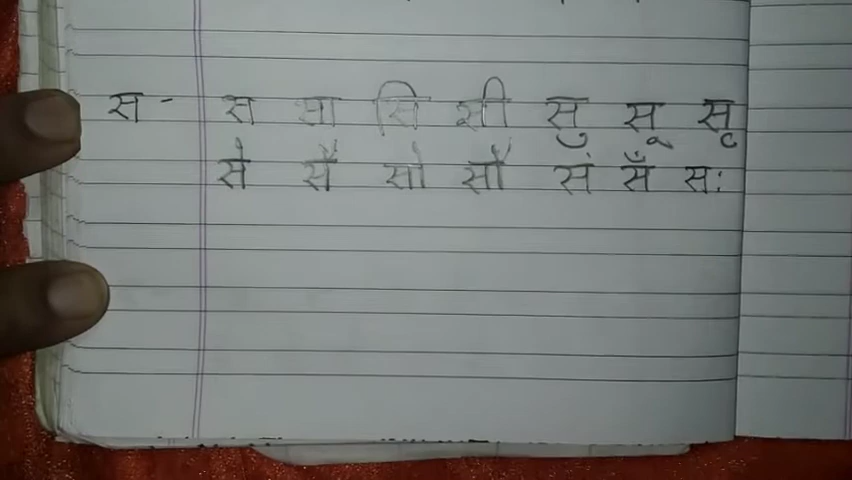 स - स सा सि सी सु सू सृ
से सै सो सौ सं सँ सः